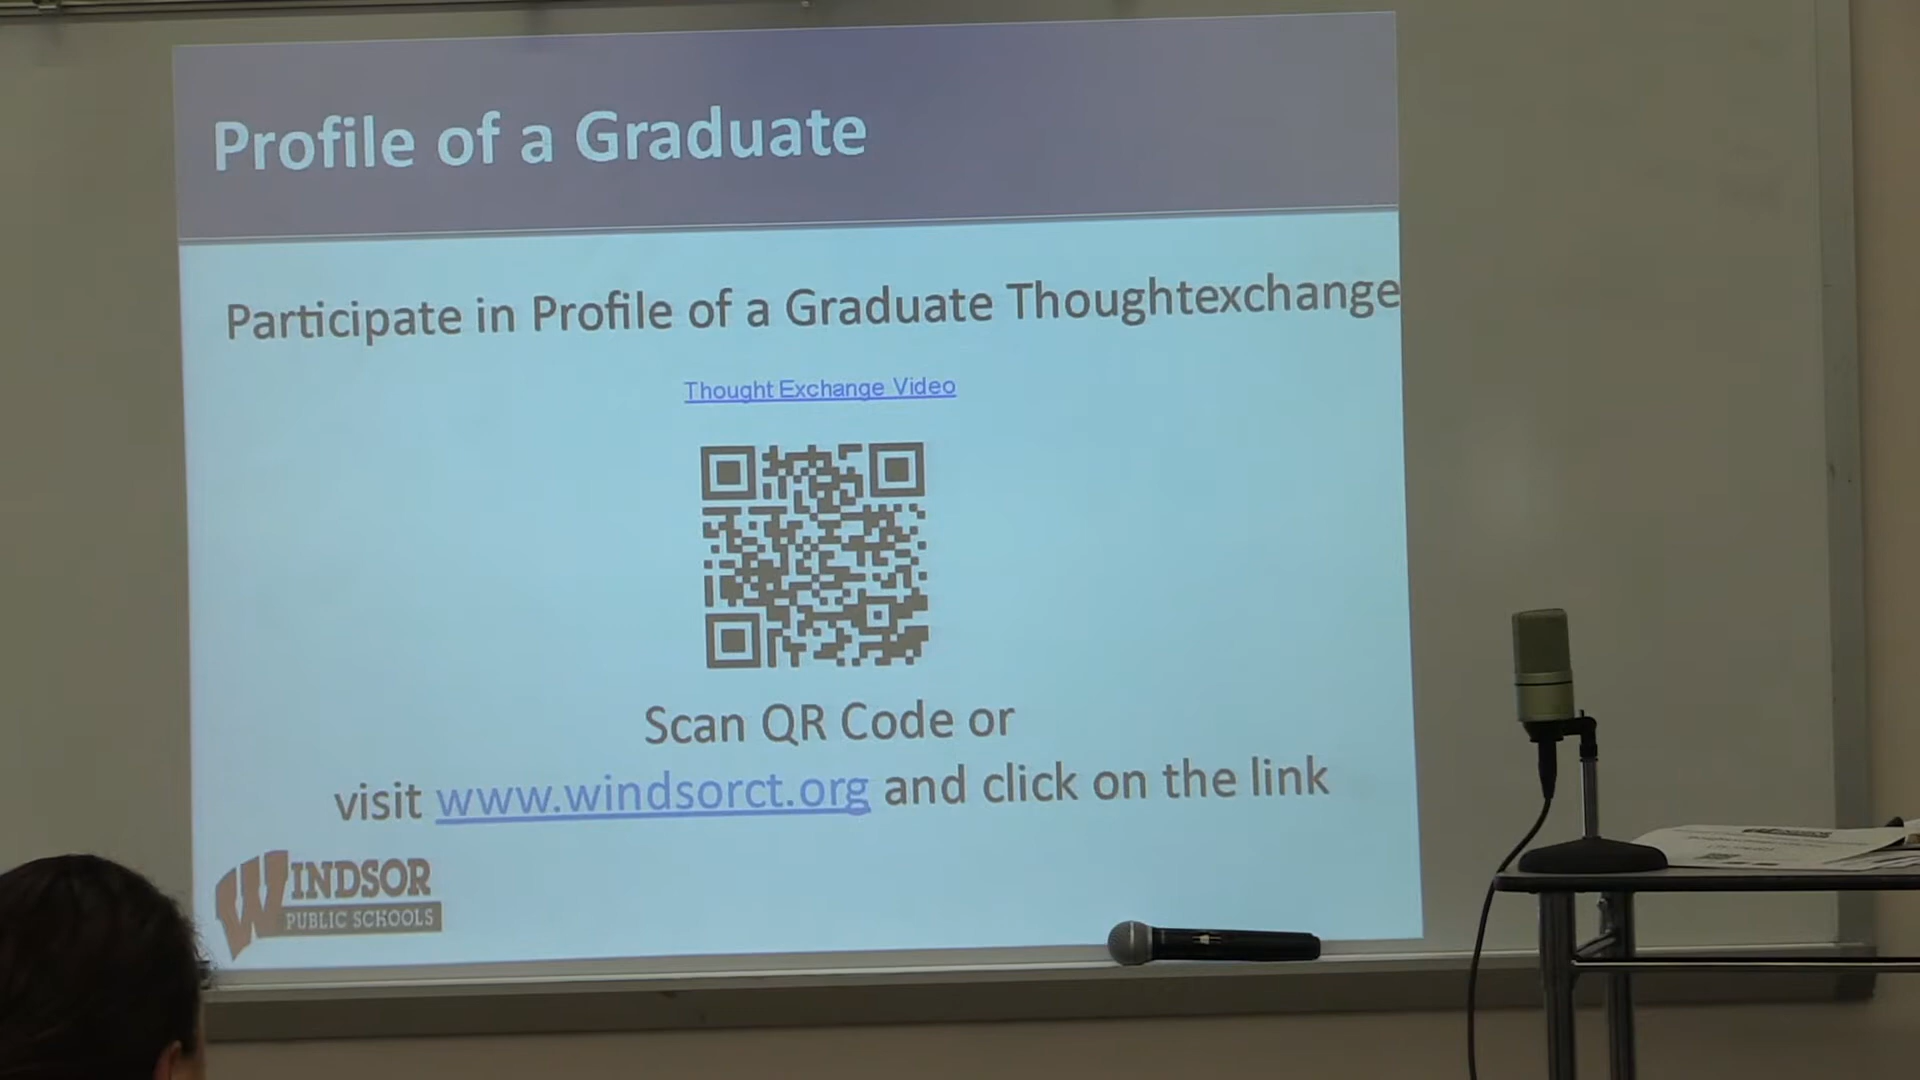 Profile of a Graduate
Participate in Profile of a Graduate Thoughtexchange
Thought Exchange Video
Scan QR Code or
visit www.windsorct.org and click on the link
WINDSOR
PUBLIC SCHOOLS